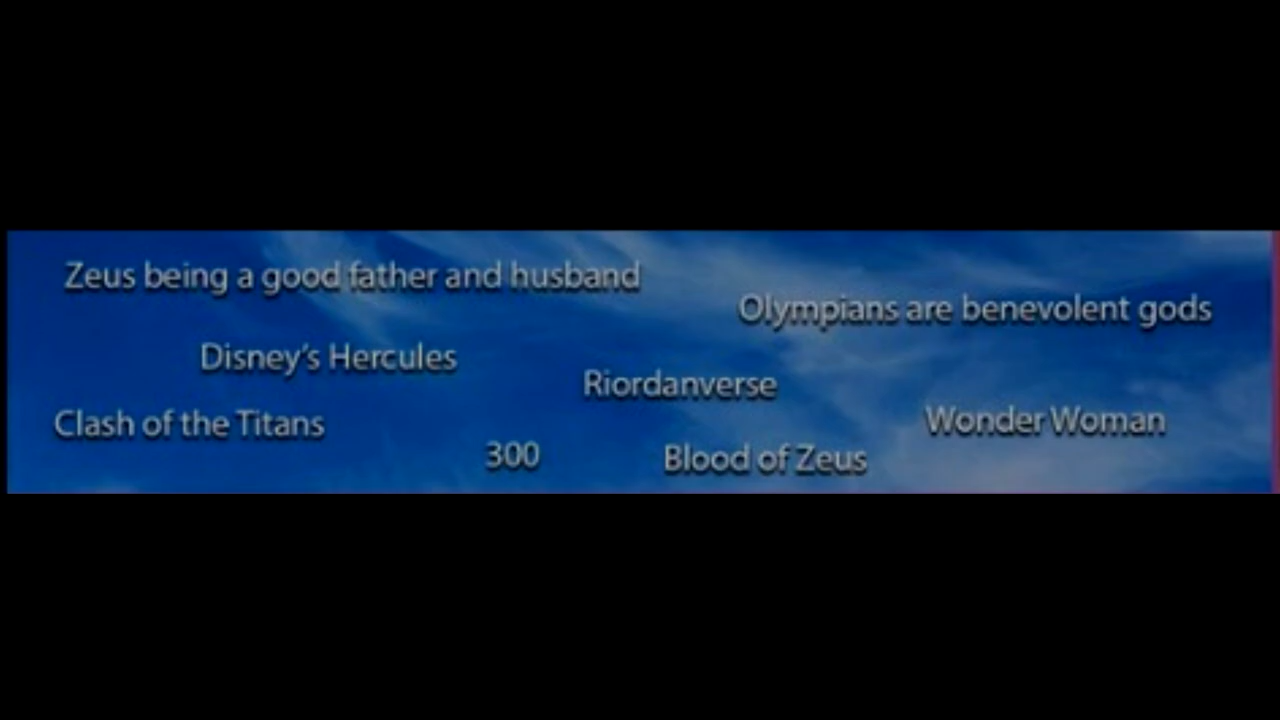 Zeus being a good father and husband
Olympians are benevolent gods
Disney's Hercules
Riordanverse
Clash of the Titans
Wonder Woman
300
Blood of Zeus